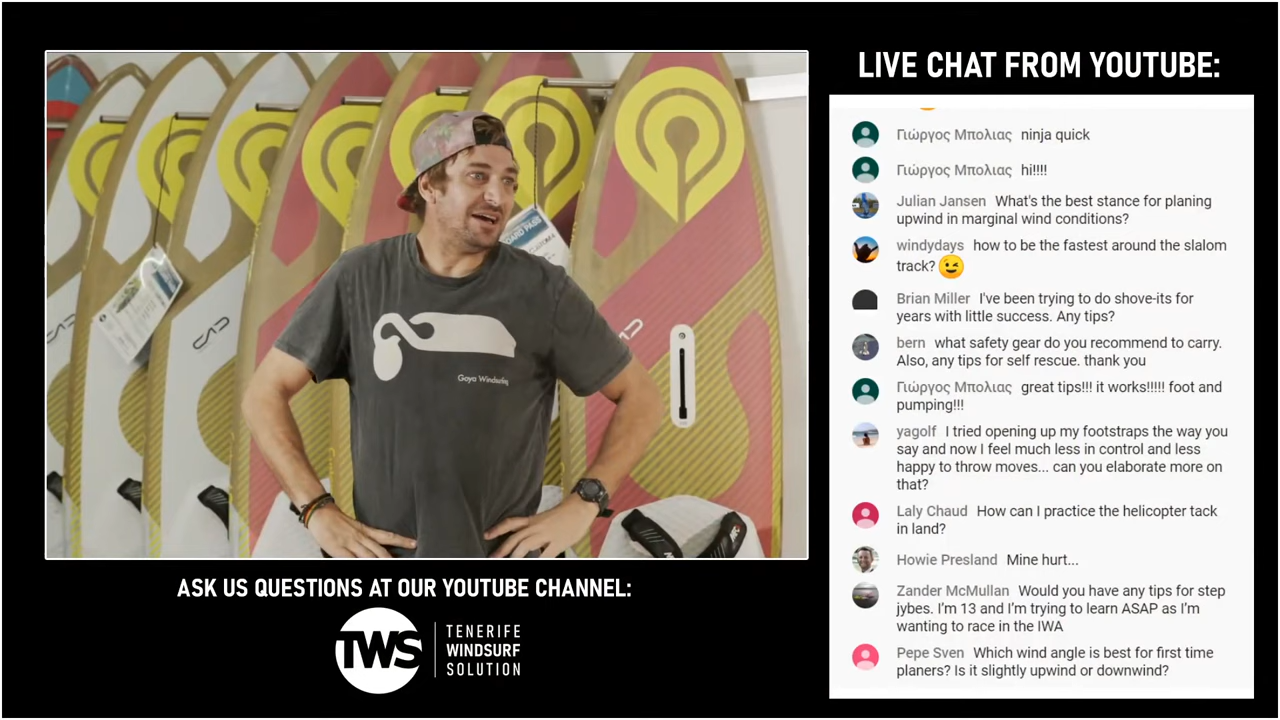 LIVE CHAT FROM YOUTUBE:
Γιώργος Μπολιας ninja quick
Γιώργος Μπολιας hi!!!!
Julian Jansen What's the best stance for planing
upwind in marginal wind conditions?
windydays how to be the fastest around the slalom
track? 😉
Brian Miller I've been trying to do shove-its for
years with little success. Any tips?
bern what safety gear do you recommend to carry.
Also, any tips for self rescue. thank you
Γιώργος Μπολιας great tips!!! it works!!!!! foot and
pumping!!!
yagolf I tried opening up my footstraps the way you
say and now I feel much less in control and less
happy to throw moves... can you elaborate more on
that?
Laly Chaud How can I practice the helicopter tack
in land?
Howie Presland Mine hurt...
Zander McMullan Would you have any tips for step
jybes. I'm 13 and I'm trying to learn ASAP as I'm
wanting to race in the IWA
Pepe Sven Which wind angle is best for first time
planers? Is it slightly upwind or downwind?
BOARD PASS
Goya Windsurfing
ASK US QUESTIONS AT OUR YOUTUBE CHANNEL:
TWS
TENERIFE
WINDSURF
SOLUTION